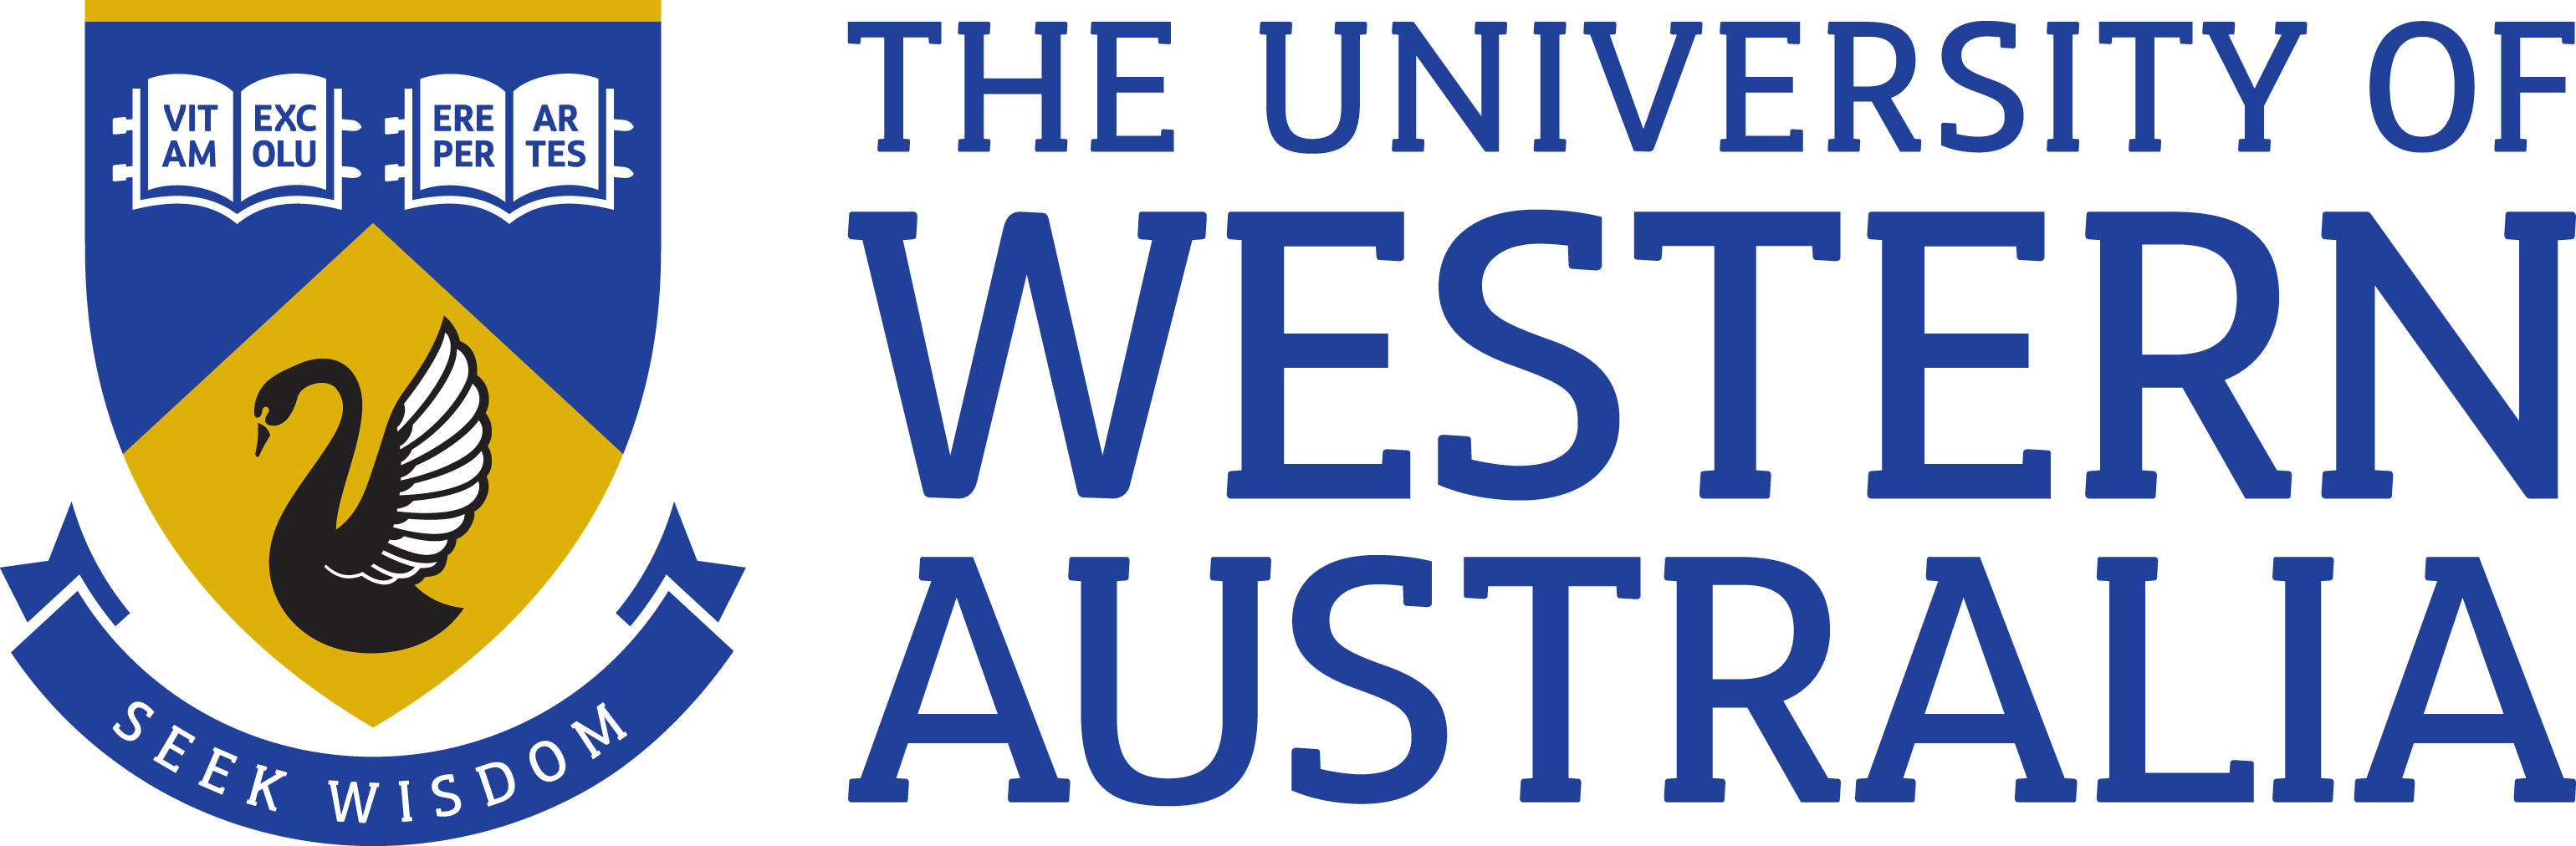 VIT
AM
EXC
OLU
ERE
PER
AR
TES
SEEK WISDOM
THE UNIVERSITY OF
WESTERN
AUSTRALIA